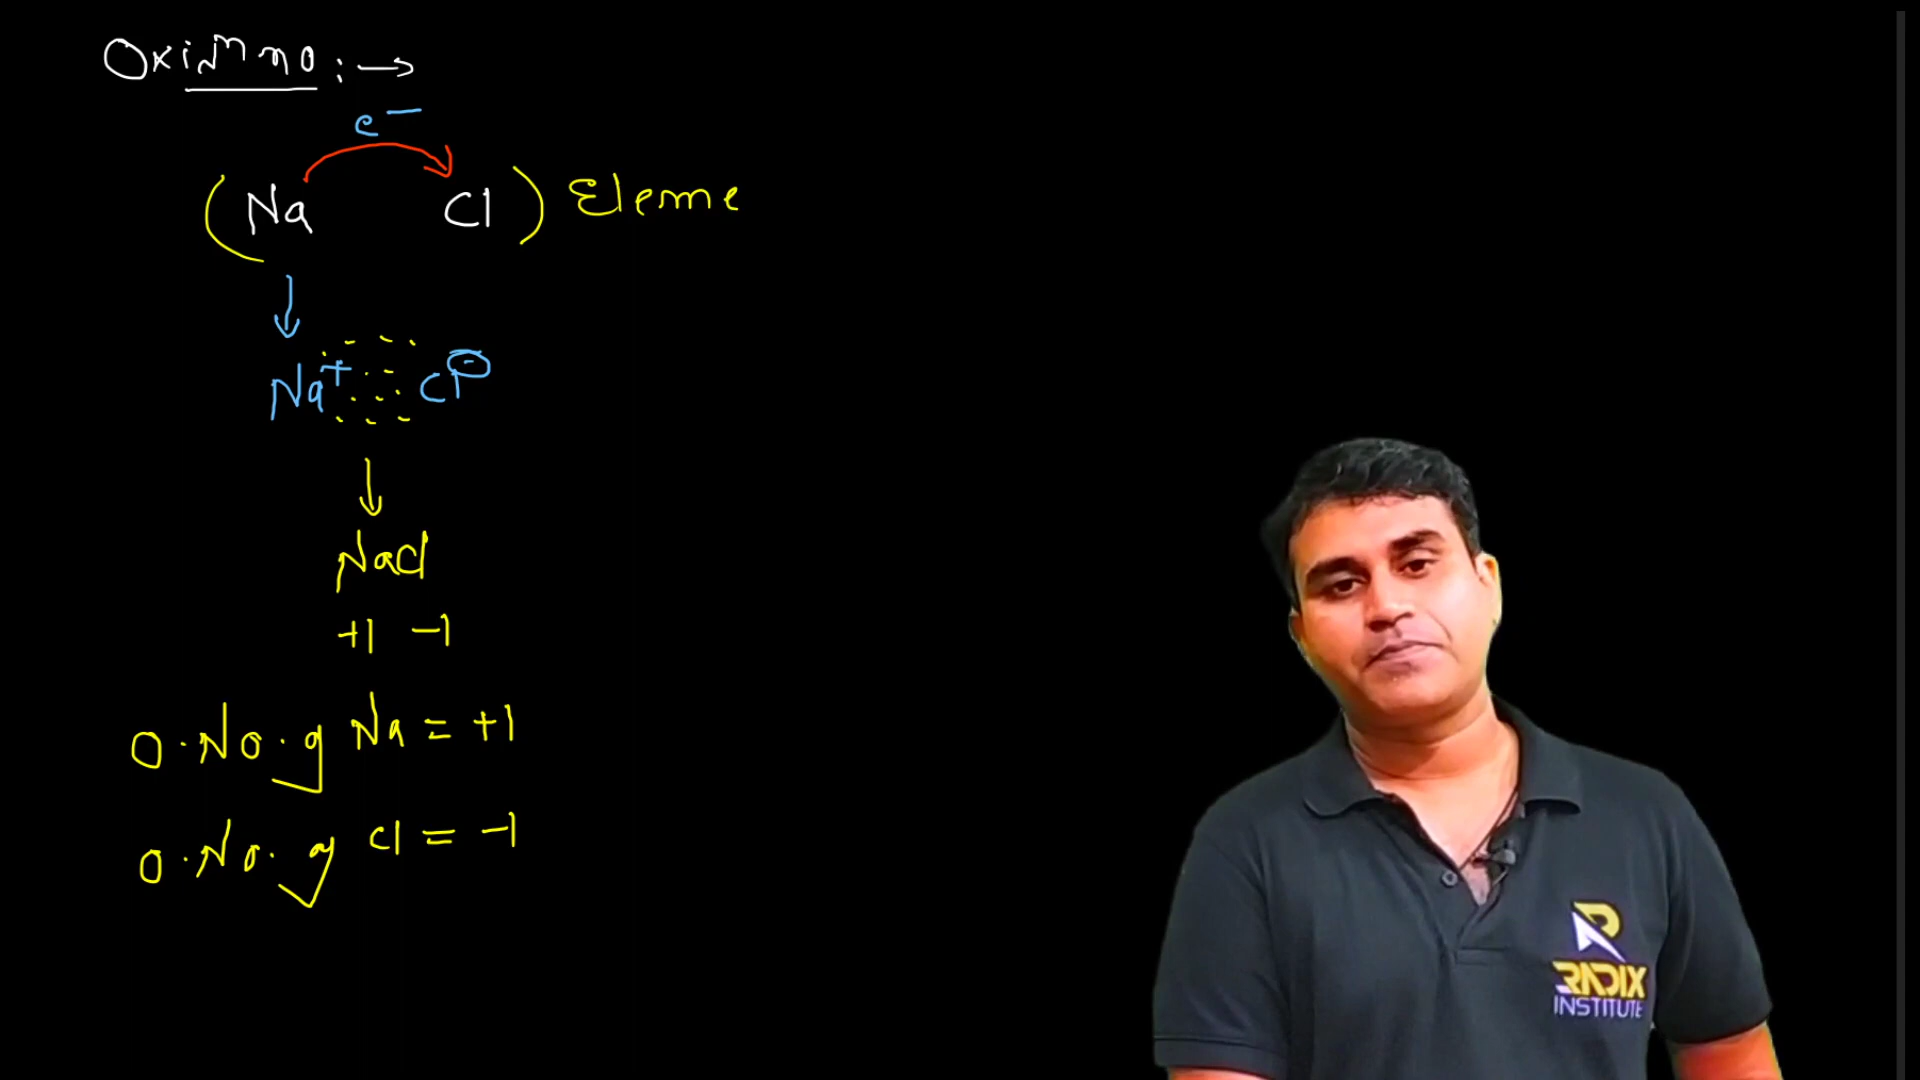 Oxidⁿ no :→
e⁻
(Na Cl) Eleme
↓
Na⁺ Cl⁻
↓
NaCl
+1 -1
O.No. of Na = +1
O.No. of Cl = -1
RADIX
INSTITUTE